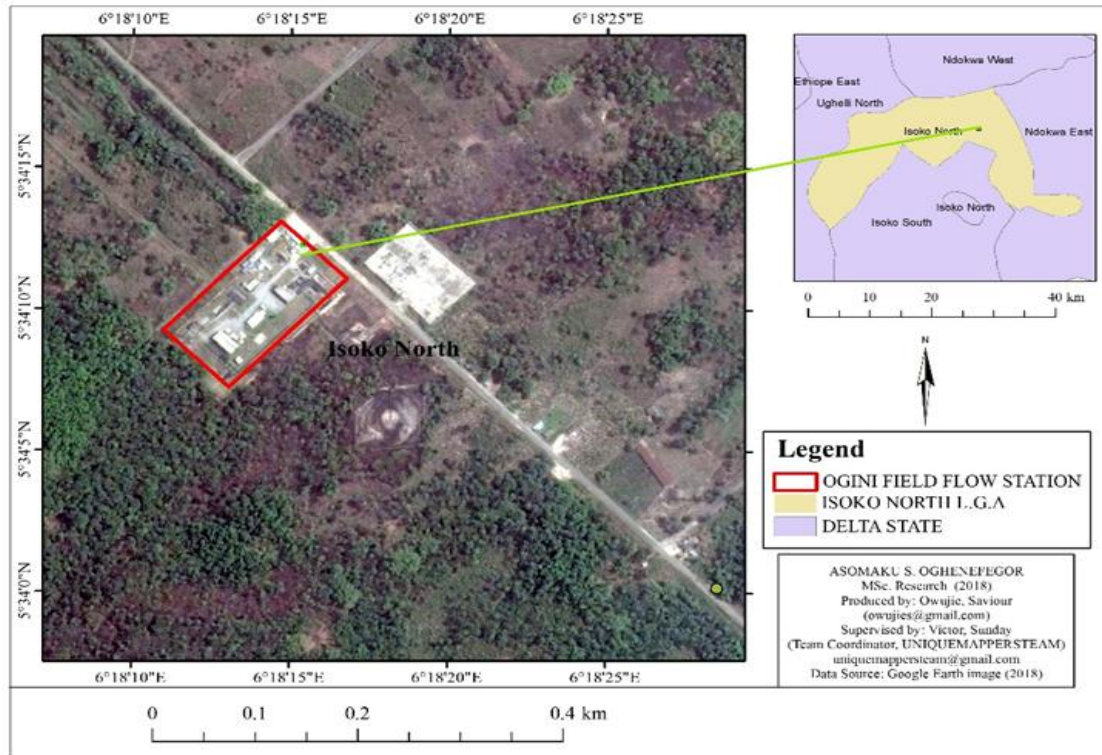 6°18'10"E 6°18'15"E 6°18'20"E 6°18'25"E
5°34'15"N
5°34'10"N
5°34'5"N
5°34'0"N
Isoko North
6°18'10"E 6°18'15"E 6°18'20"E 6°18'25"E
0 0.1 0.2 0.4 km
Ndokwa West
Ethiope East
Ughelli North
Isoko North
Ndokwa East
Isoko North
Isoko South
0 10 20 40 km
N
Legend
OGINI FIELD FLOW STATION
ISOKO NORTH L.G.A
DELTA STATE
ASOMAKU S. OGHENEFEGOR
MSc. Research (2018)
Produced by: Owujie, Saviour
(owujies@gmail.com)
Supervised by: Victor, Sunday
(Team Coordinator, UNIQUEMAPPERSTEAM)
uniquemappersteam@gmail.com
Data Source: Google Earth image (2018)